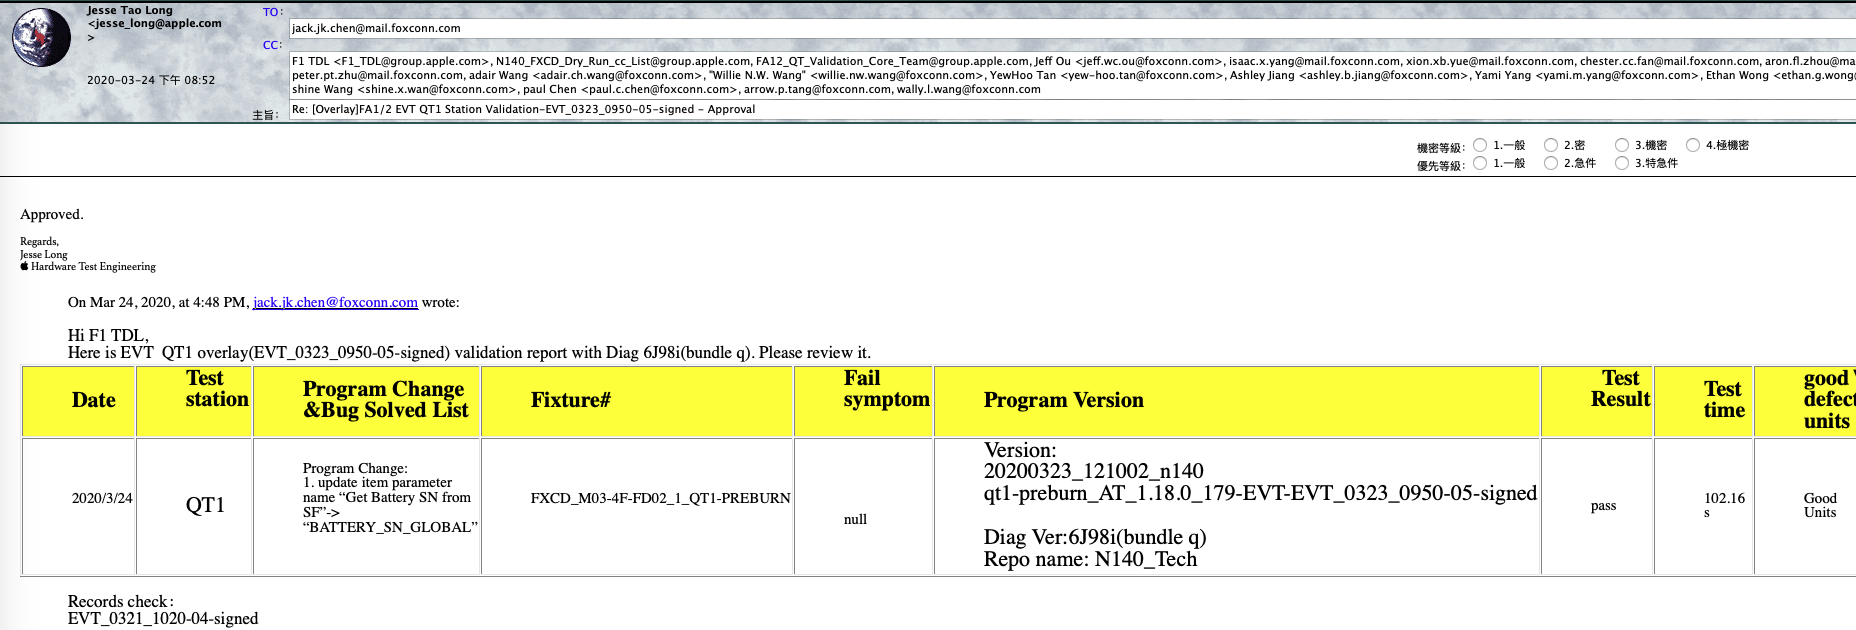 Jesse Tao Long
<jesse_long@apple.com
>
2020-03-24 下午 08:52
TO:
jack.jk.chen@mail.foxconn.com
CC:
F1 TDL <F1_TDL@group.apple.com>, N140_FXCD_Dry_Run_cc_List@group.apple.com, FA12_QT_Validation_Core_Team@group.apple.com, Jeff Ou <jeff.wc.ou@foxconn.com>, isaac.x.yang@mail.foxconn.com, xion.xb.yue@mail.foxconn.com, chester.cc.fan@mail.foxconn.com, aron.fl.zhou@ma
peter.pt.zhu@mail.foxconn.com, adair Wang <adair.ch.wang@foxconn.com>, "Willie N.W. Wang" <willie.nw.wang@foxconn.com>, YewHoo Tan <yew-hoo.tan@foxconn.com>, Ashley Jiang <ashley.b.jiang@foxconn.com>, Yami Yang <yami.m.yang@foxconn.com>, Ethan Wong <ethan.g.wong
shine Wang <shine.x.wan@foxconn.com>, paul Chen <paul.c.chen@foxconn.com>, arrow.p.tang@foxconn.com, wally.l.wang@foxconn.com
主旨:
Re: [Overlay]FA1/2 EVT QT1 Station Validation-EVT_0323_0950-05-signed - Approval
機密等級: 1.一般 2.密 3.機密 4.極機密
優先等級: 1.一般 2.急件 3.特急件
Approved.
Regards,
Jesse Long
Hardware Test Engineering
On Mar 24, 2020, at 4:48 PM, jack.jk.chen@foxconn.com wrote:
Hi F1 TDL,
Here is EVT  QT1 overlay(EVT_0323_0950-05-signed) validation report with Diag 6J98i(bundle q). Please review it.
Date
Test
station
Program Change
&Bug Solved List
Fixture#
Fail
symptom
Program Version
Test
Result
Test
time
good
defect
units
2020/3/24
QT1
Program Change:
1. update item parameter
name “Get Battery SN from
SF”->
“BATTERY_SN_GLOBAL”
FXCD_M03-4F-FD02_1_QT1-PREBURN
null
Version:
20200323_121002_n140
qt1-preburn_AT_1.18.0_179-EVT-EVT_0323_0950-05-signed
Diag Ver:6J98i(bundle q)
Repo name: N140_Tech
pass
102.16
s
Good
Units
Records check:
EVT_0321_1020-04-signed